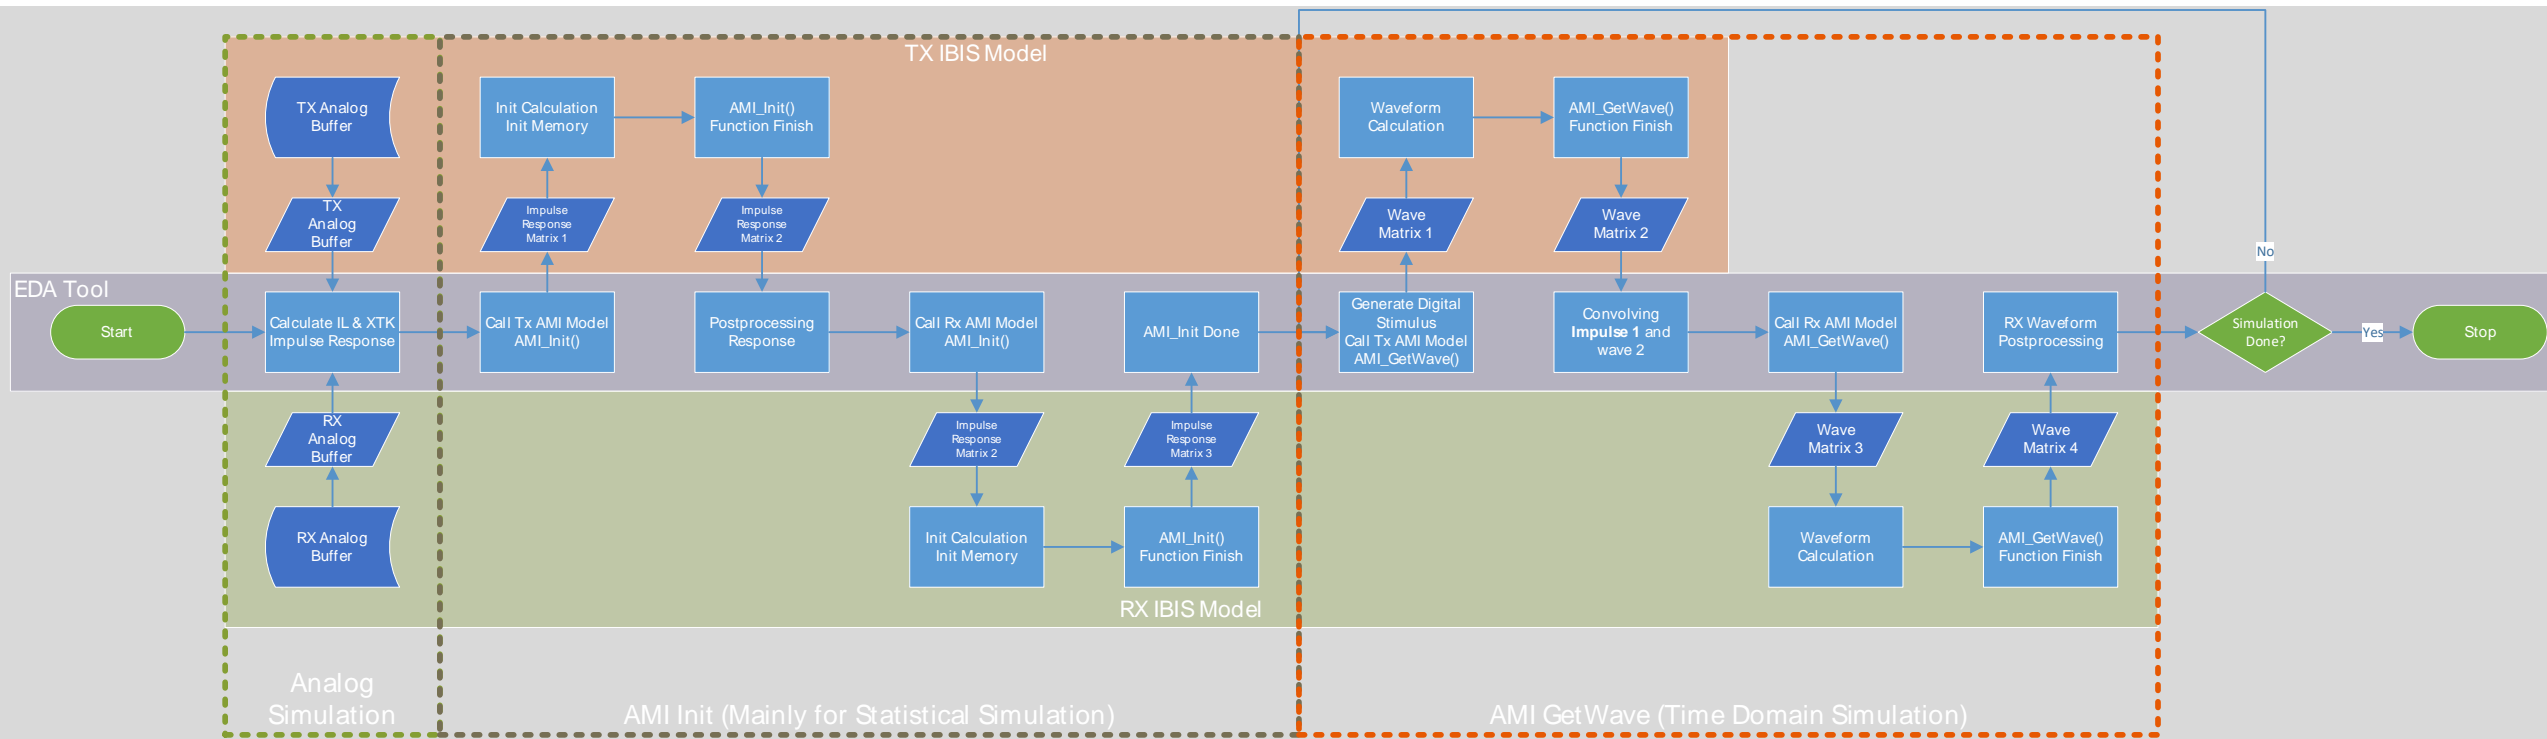 TX IBIS Model
TX Analog
Buffer
Init Calculation
Init Memory
AMI_Init()
Function Finish
Waveform
Calculation
AMI_GetWave()
Function Finish
TX
Analog
Buffer
Impulse
Response
Matrix 1
Impulse
Response
Matrix 2
Wave
Matrix 1
Wave
Matrix 2
No
EDA Tool
Start
Calculate IL & XTK
Impulse Response
Call Tx AMI Model
AMI_Init()
Postprocessing
Response
Call Rx AMI Model
AMI_Init()
AMI_Init Done
Generate Digital
Stimulus
Call Tx AMI Model
AMI_GetWave()
Convolving
Impulse 1 and
wave 2
Call Rx AMI Model
AMI_GetWave()
RX Waveform
Postprocessing
Simulation
Done?
Yes
Stop
RX
Analog
Buffer
Impulse
Response
Matrix 2
Impulse
Response
Matrix 3
Wave
Matrix 3
Wave
Matrix 4
RX Analog
Buffer
Init Calculation
Init Memory
AMI_Init()
Function Finish
Waveform
Calculation
AMI_GetWave()
Function Finish
RX IBIS Model
Analog
Simulation
AMI Init (Mainly for Statistical Simulation)
AMI GetWave (Time Domain Simulation)